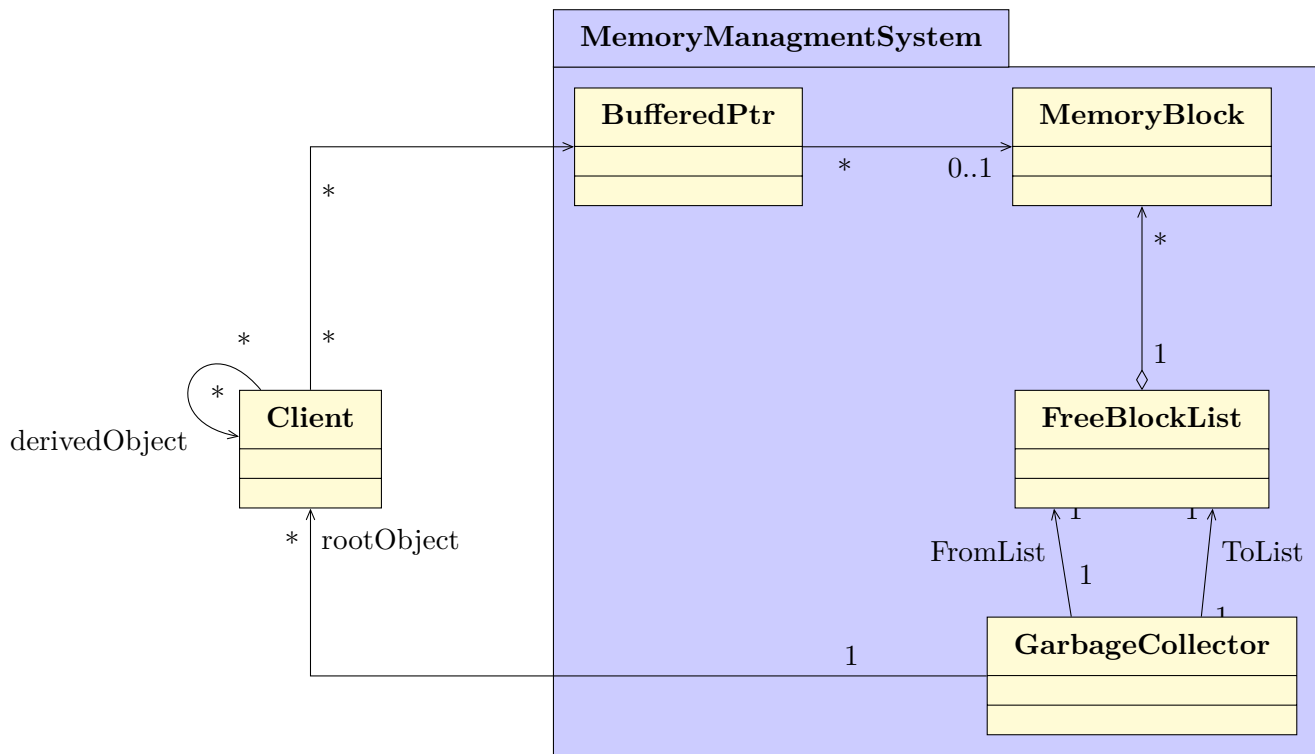 MemoryManagmentSystem
BufferedPtr
MemoryBlock
*
0..1
*
*
*
1
*
*
*
Client
derivedObject
FreeBlockList
*
rootObject
1
1
FromList
ToList
1
1
GarbageCollector
1